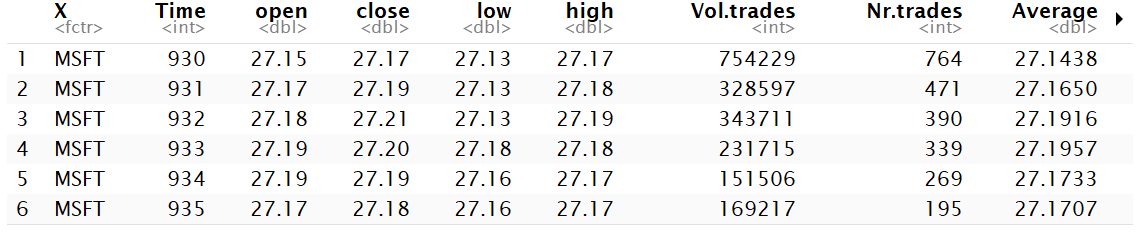 X Time open close low high Vol.trades Nr.trades Average
<fctr> <int> <dbl> <dbl> <dbl> <dbl> <int> <int> <dbl>
1 MSFT 930 27.15 27.17 27.13 27.17 754229 764 27.1438
2 MSFT 931 27.17 27.19 27.13 27.18 328597 471 27.1650
3 MSFT 932 27.18 27.21 27.13 27.19 343711 390 27.1916
4 MSFT 933 27.19 27.20 27.18 27.18 231715 339 27.1957
5 MSFT 934 27.19 27.19 27.16 27.17 151506 269 27.1733
6 MSFT 935 27.17 27.18 27.16 27.17 169217 195 27.1707